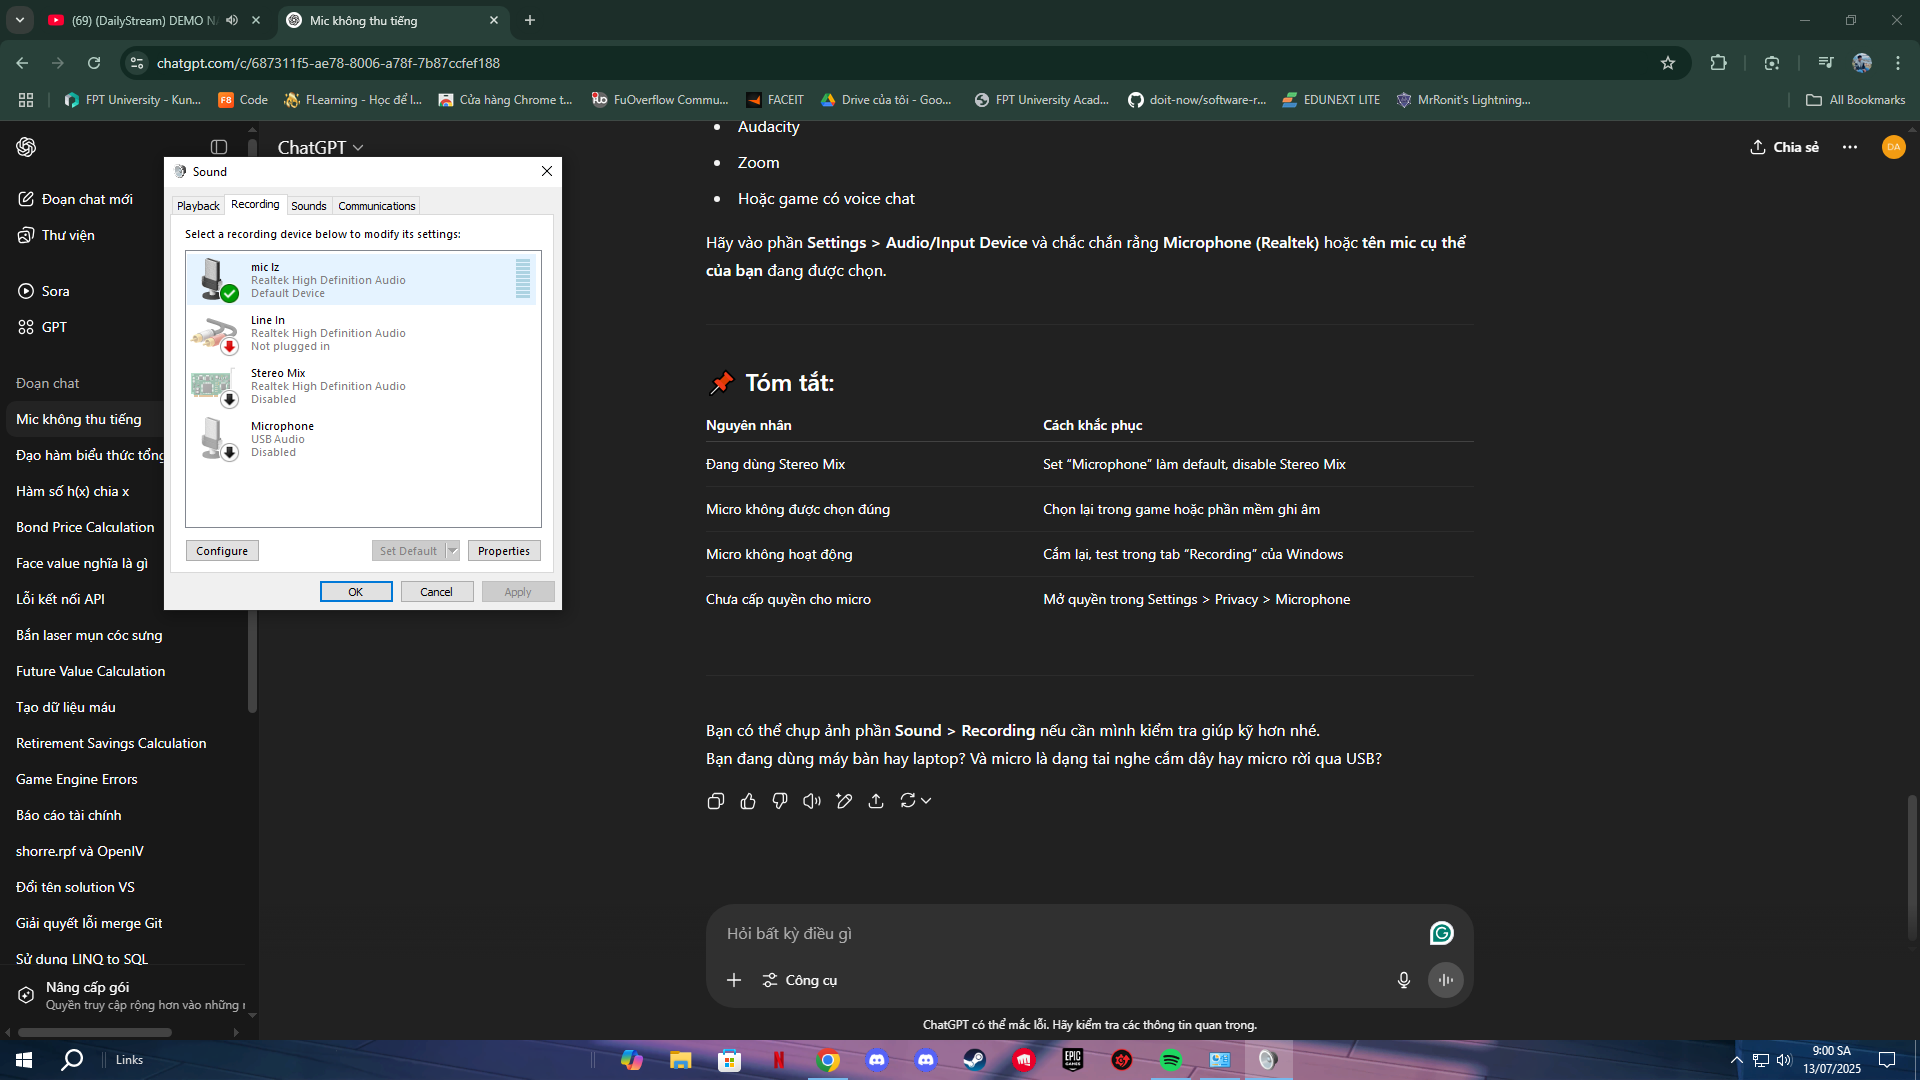 (69) (DailyStream) DEMO N
Mic không thu tiếng
chatgpt.com/c/687311f5-ae78-8006-a78f-7b87ccfef188
FPT University - Kun...
F8 Code
FLearning - Học để l...
Cửa hàng Chrome t...
FuOverflow Commu...
FACEIT
Drive của tôi - Goo...
FPT University Acad...
doit-now/software-r...
EDUNEXT LITE
MrRonit's Lightning...
All Bookmarks
ChatGPT
Chia sẻ
DA
Đoạn chat mới
Thư viện
Sora
GPT
Đoạn chat
Mic không thu tiếng
Đạo hàm biểu thức tổng
Hàm số h(x) chia x
Bond Price Calculation
Face value nghĩa là gì
Lỗi kết nối API
Bắn laser mụn cóc sưng
Future Value Calculation
Tạo dữ liệu máu
Retirement Savings Calculation
Game Engine Errors
Báo cáo tài chính
shorre.rpf và OpenIV
Đổi tên solution VS
Giải quyết lỗi merge Git
Sử dụng LINQ to SQL
Nâng cấp gói
Quyền truy cập rộng hơn vào những
Sound
Playback
Recording
Sounds
Communications
Select a recording device below to modify its settings:
mic lz
Realtek High Definition Audio
Default Device
Line In
Realtek High Definition Audio
Not plugged in
Stereo Mix
Realtek High Definition Audio
Disabled
Microphone
USB Audio
Disabled
Configure
Set Default
Properties
OK
Cancel
Apply
• Audacity
• Zoom
• Hoặc game có voice chat
Hãy vào phần Settings > Audio/Input Device và chắc chắn rằng Microphone (Realtek) hoặc tên mic cụ thể
của bạn đang được chọn.
📌 Tóm tắt:
Nguyên nhân Cách khắc phục
Đang dùng Stereo Mix Set “Microphone” làm default, disable Stereo Mix
Micro không được chọn đúng Chọn lại trong game hoặc phần mềm ghi âm
Micro không hoạt động Cắm lại, test trong tab “Recording” của Windows
Chưa cấp quyền cho micro Mở quyền trong Settings > Privacy > Microphone
Bạn có thể chụp ảnh phần Sound > Recording nếu cần mình kiểm tra giúp kỹ hơn nhé.
Bạn đang dùng máy bàn hay laptop? Và micro là dạng tai nghe cắm dây hay micro rời qua USB?
Hỏi bất kỳ điều gì
Công cụ
ChatGPT có thể mắc lỗi. Hãy kiểm tra các thông tin quan trọng.
Links
EPIC GAMES
9:00 SA
13/07/2025